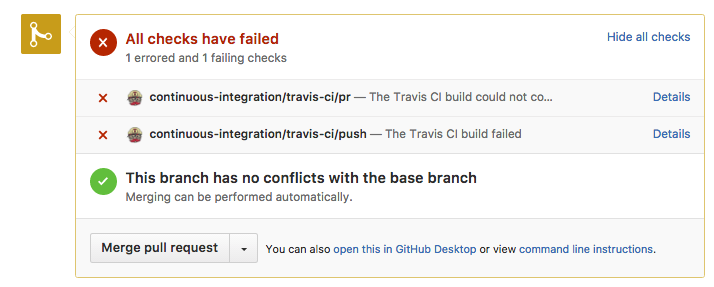 All checks have failed
Hide all checks
1 errored and 1 failing checks
continuous-integration/travis-ci/pr — The Travis CI build could not co...
Details
continuous-integration/travis-ci/push — The Travis CI build failed
Details
This branch has no conflicts with the base branch
Merging can be performed automatically.
Merge pull request
You can also open this in GitHub Desktop or view command line instructions.